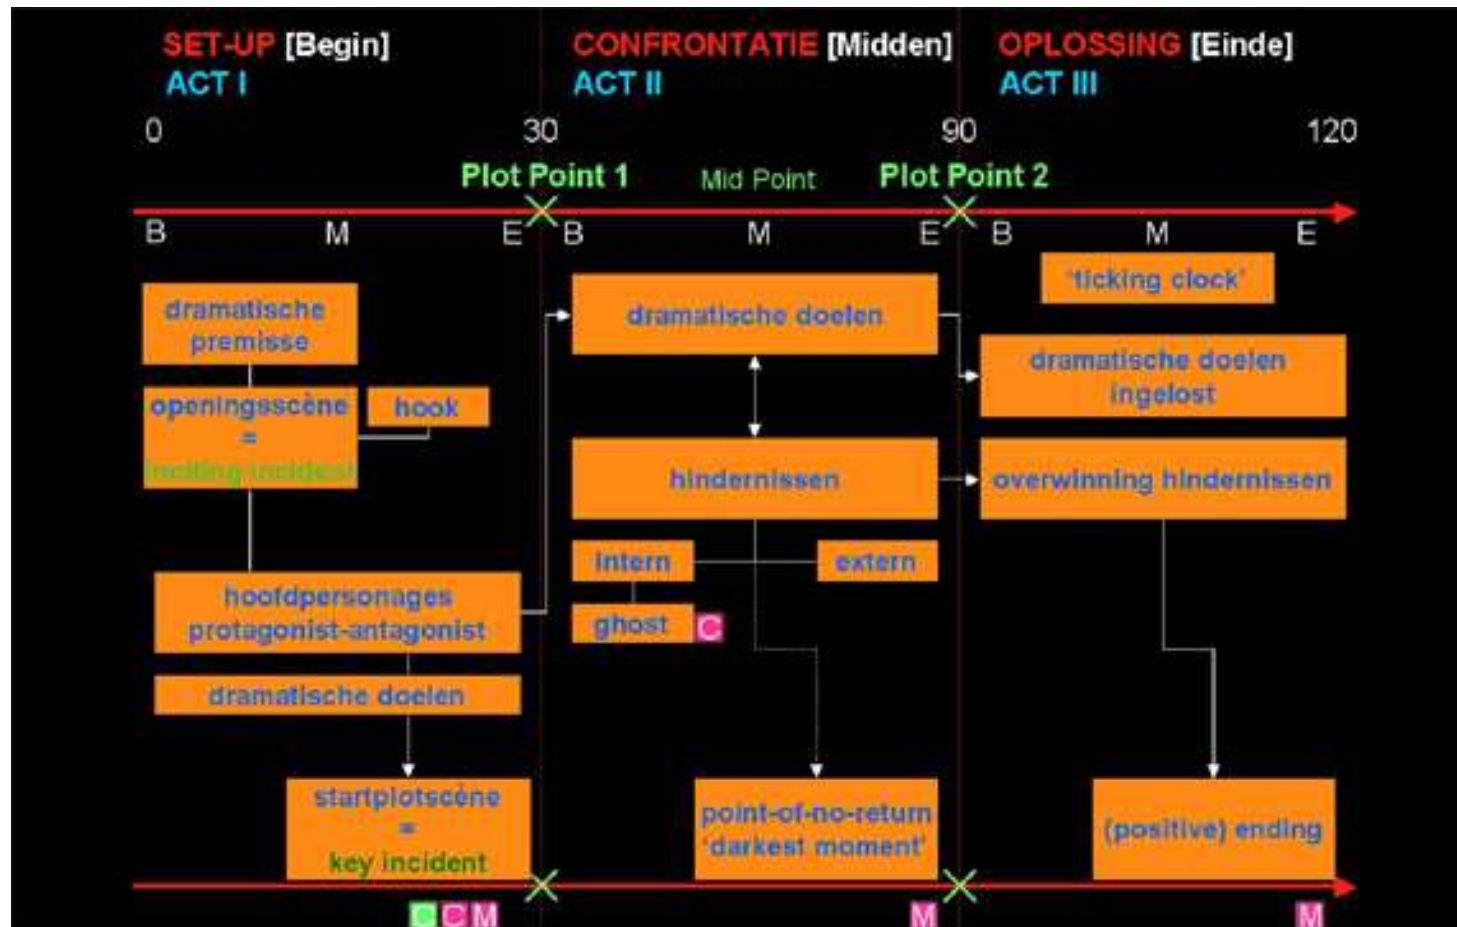 SET-UP [Begin]
ACT I
CONFRONTATIE [Midden]
ACT II
OPLOSSING [Einde]
ACT III
0
30
90
120
Plot Point 1
Mid Point
Plot Point 2
B
M
E
B
M
E
B
M
E
dramatische
premisse
openingsscène
=
inciting incident
hook
hoofdpersonages
protagonist-antagonist
dramatische doelen
startplotscène
=
key incident
C
C
M
dramatische doelen
hindernissen
intern
extern
ghost
C
point-of-no-return
'darkest moment'
M
'ticking clock'
dramatische doelen
ingelost
overwinning hindernissen
(positive) ending
M